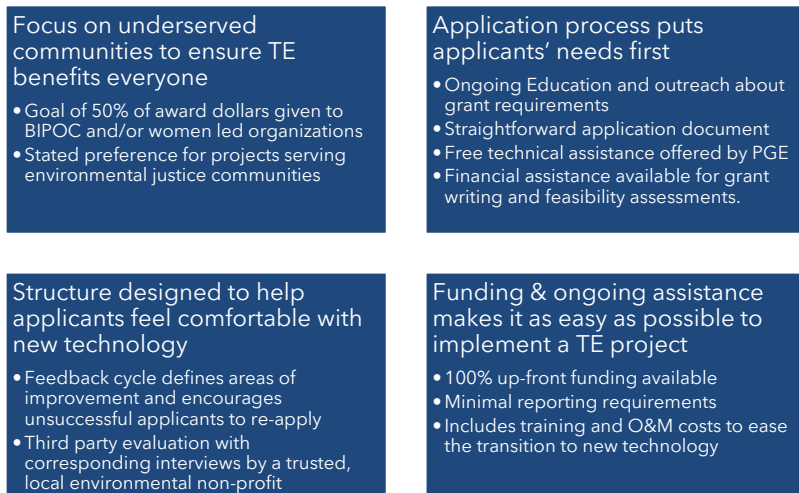 Focus on underserved
communities to ensure TE
benefits everyone
• Goal of 50% of award dollars given to
BIPOC and/or women led organizations
• Stated preference for projects serving
environmental justice communities
Application process puts
applicants' needs first
• Ongoing Education and outreach about
grant requirements
• Straightforward application document
• Free technical assistance offered by PGE
• Financial assistance available for grant
writing and feasibility assessments.
Structure designed to help
applicants feel comfortable with
new technology
• Feedback cycle defines areas of
improvement and encourages
unsuccessful applicants to re-apply
• Third party evaluation with
corresponding interviews by a trusted,
local environmental non-profit
Funding & ongoing assistance
makes it as easy as possible to
implement a TE project
• 100% up-front funding available
• Minimal reporting requirements
• Includes training and O&M costs to ease
the transition to new technology